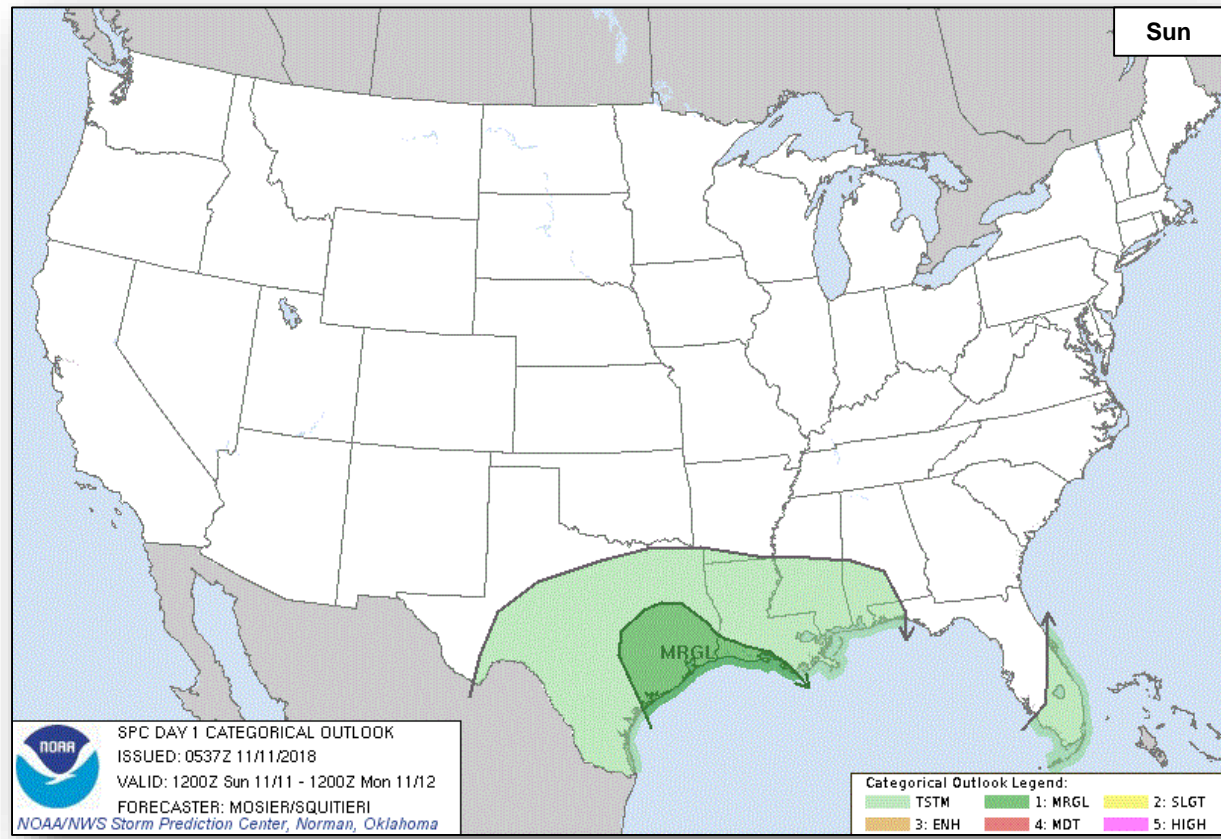 Sun
MRGL
NOAA
SPC DAY 1 CATEGORICAL OUTLOOK
ISSUED: 0537Z 11/11/2018
VALID: 1200Z Sun 11/11 - 1200Z Mon 11/12
FORECASTER: MOSIER/SQUITIERI
NOAA/NWS Storm Prediction Center, Norman, Oklahoma
Categorical Outlook Legend:
TSTM 1: MRGL 2: SLGT
3: ENH 4: MDT 5: HIGH